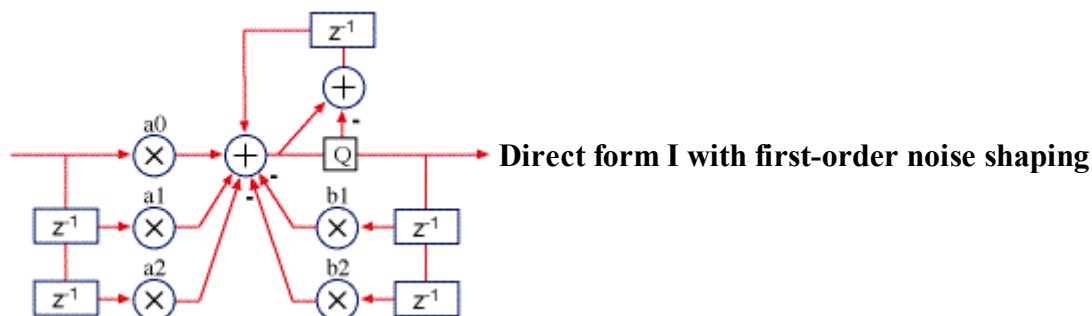 z⁻¹
+
-
a0
× + Q Direct form I with first-order noise shaping
-
-
a1 b1
z⁻¹ × × z⁻¹
a2 b2
z⁻¹ × × z⁻¹